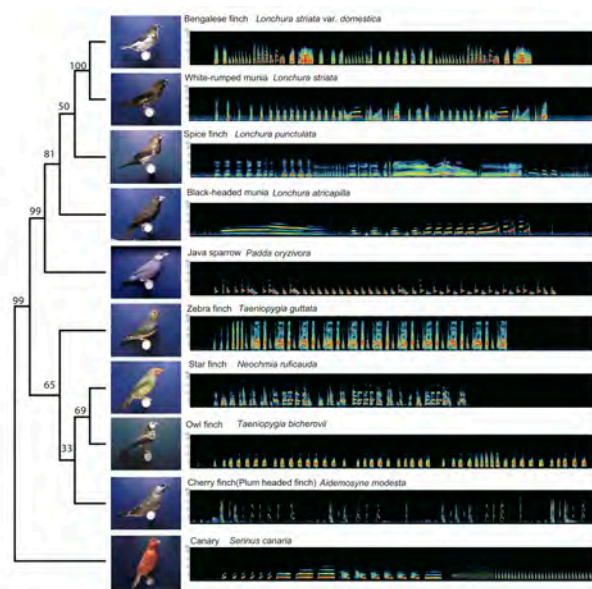 Bengalese finch Lonchura striata var. domestica
100
White-rumped munia Lonchura striata
50
Spice finch Lonchura punctulata
81
Black-headed munia Lonchura atricapilla
99
Java sparrow Padda oryzivora
99
Zebra finch Taeniopygia guttata
Star finch Neochmia ruficauda
65
69
Owl finch Taeniopygia bicherovii
33
Cherry finch(Plum headed finch) Aidemosyne modesta
Canary Serinus canaria